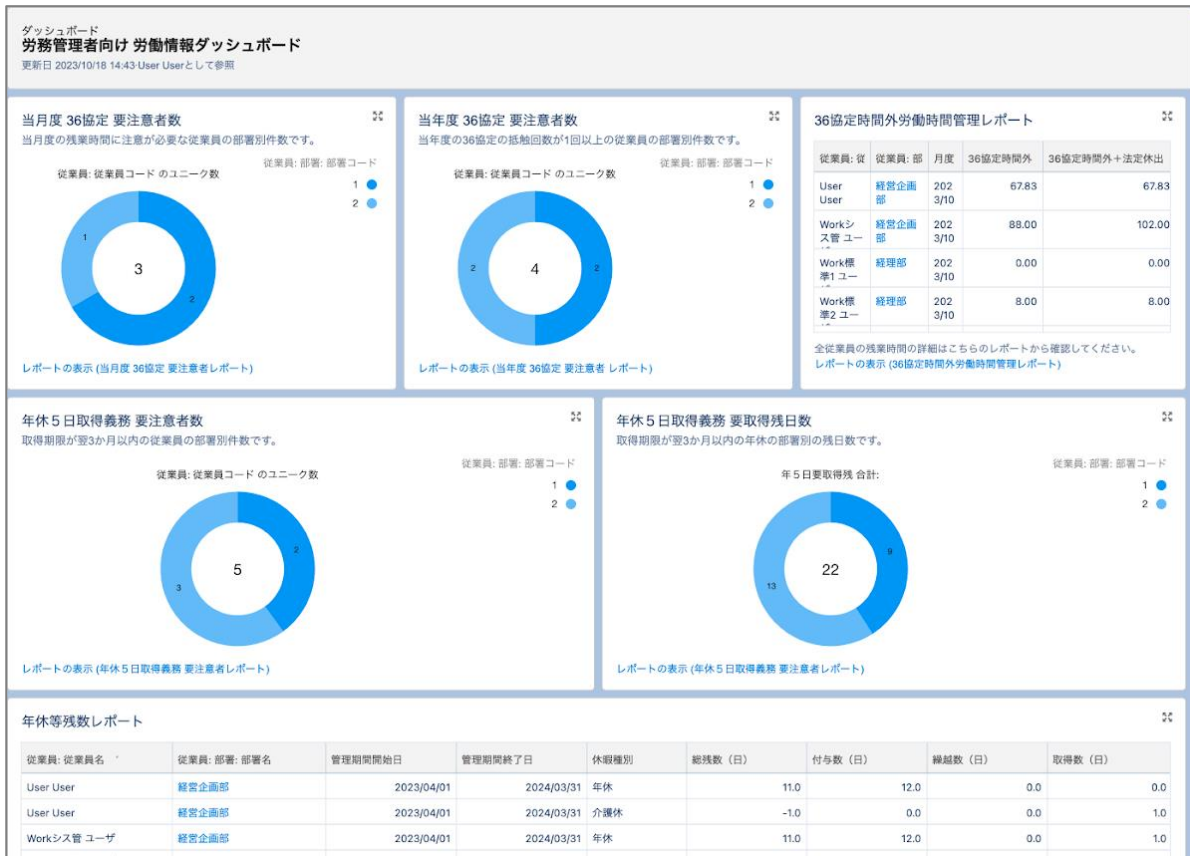 ダッシュボード
労務管理者向け 労働情報ダッシュボード
更新日 2023/10/18 14:43·User Userとして参照
当月度 36協定 要注意者数
当月度の残業時間に注意が必要な従業員の部署別件数です。
従業員: 部署: 部署コード
従業員: 従業員コード のユニーク数
1
2
1
3
2
レポートの表示 (当月度 36協定 要注意者レポート)
当年度 36協定 要注意者数
当年度の36協定の抵触回数が1回以上の従業員の部署別件数です。
従業員: 部署: 部署コード
従業員: 従業員コード のユニーク数
1
2
2
4
2
レポートの表示 (当年度 36協定 要注意者 レポート)
36協定時間外労働時間管理レポート
従業員: 従 従業員: 部 月度 36協定時間外 36協定時間外+法定休出
User User 経営企画部 2023/10 67.83 67.83
Workシス管 ユー 経営企画部 2023/10 88.00 102.00
Work標準1 ユー 経理部 2023/10 0.00 0.00
Work標準2 ユー 経理部 2023/10 8.00 8.00
全従業員の残業時間の詳細はこちらのレポートから確認してください。
レポートの表示 (36協定時間外労働時間管理レポート)
年休5日取得義務 要注意者数
取得期限が翌3か月以内の従業員の部署別件数です。
従業員: 部署: 部署コード
従業員: 従業員コード のユニーク数
1
2
2
5
3
レポートの表示 (年休5日取得義務 要注意者レポート)
年休5日取得義務 要取得残日数
取得期限が翌3か月以内の年休の部署別の残日数です。
従業員: 部署: 部署コード
年5日要取得残 合計:
1
2
9
22
13
レポートの表示 (年休5日取得義務 要注意者レポート)
年休等残数レポート
従業員: 従業員名 従業員: 部署: 部署名 管理期間開始日 管理期間終了日 休暇種別 総残数(日) 付与数(日) 繰越数(日) 取得数(日)
User User 経営企画部 2023/04/01 2024/03/31 年休 11.0 12.0 0.0 0.0
User User 経営企画部 2023/04/01 2024/03/31 介護休 -1.0 0.0 0.0 1.0
Workシス管 ユーザ 経営企画部 2023/04/01 2024/03/31 年休 11.0 12.0 0.0 1.0